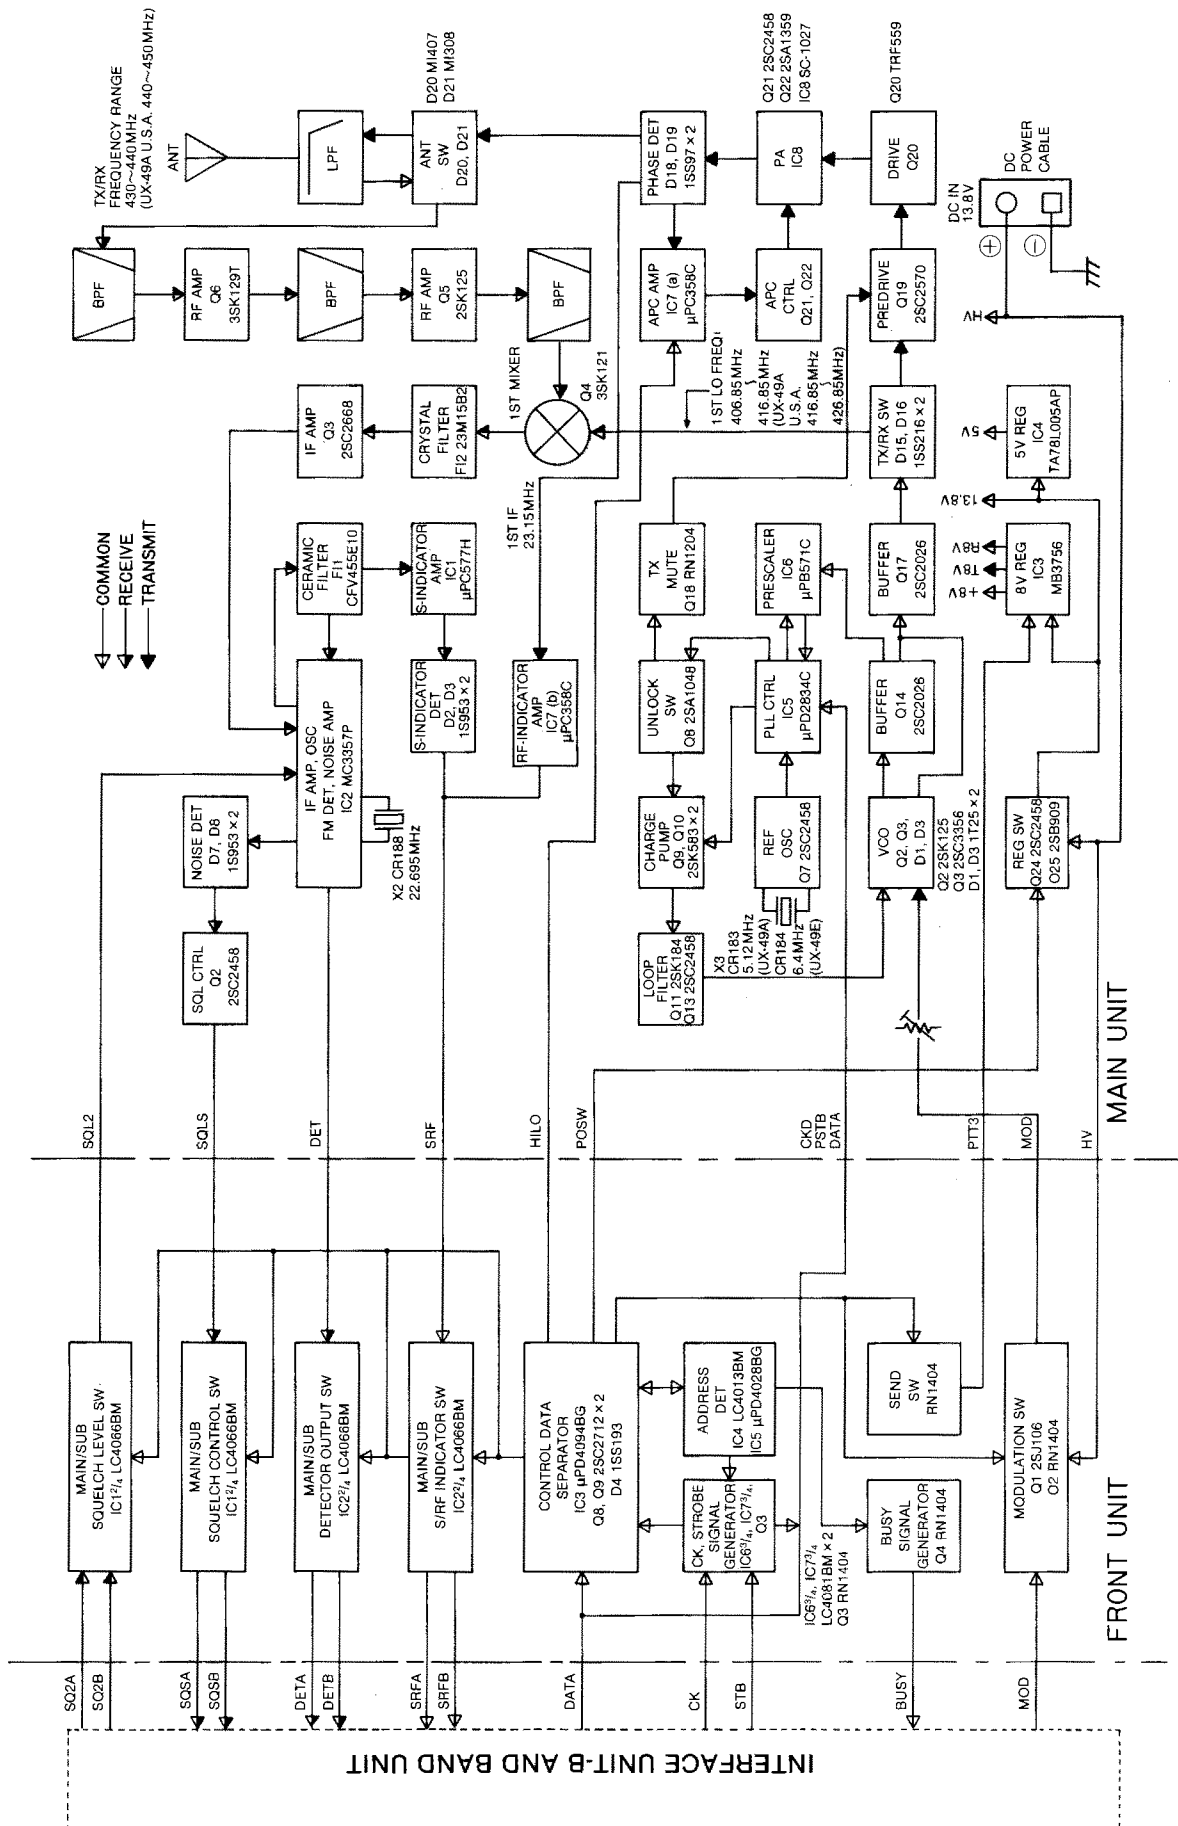 TX/RX
FREQUENCY RANGE
430~440MHz
(UX-49A U.S.A. 440~450MHz)
ANT
LPF
ANT
SW
D20, D21
D20 MI407
D21 MI308
BPF
RF AMP
Q6
3SK129T
BPF
RF AMP
Q5
2SK125
BPF
IF AMP
Q3
2SC2668
CRYSTAL
FILTER
FI2 23M15B2
1ST MIXER
Q4
3SK121
PHASE DET
D18, D19
1SS97×2
PA
IC8
Q21 2SC2458
Q22 2SA1359
IC8 SC-1027
DRIVE
Q20
Q20 TRF559
APC AMP
IC7 (a)
µPC358C
APC
CTRL
Q21, Q22
PREDRIVE
Q19
2SC2570
DC IN
13.8V
DC
POWER
CABLE
+
−
HV
1ST LO FREQ:
406.85MHz
~
416.85MHz
(UX-49A
U.S.A.
416.85MHz
~
426.85MHz)
TX/RX SW
D15, D16
1SS216×2
5V REG
IC4
TA78L005AP
5V
13.8V
COMMON
RECEIVE
TRANSMIT
CERAMIC
FILTER
FI1
CFV455E10
S-INDICATOR
AMP
IC1
µPC577H
1ST IF
23.15MHz
TX
MUTE
Q18 RN1204
PRESCALER
IC6
µPB571C
BUFFER
Q17
2SC2026
8V REG
IC3
MB3756
+8V
T8V
R8V
IF AMP, OSC
FM DET, NOISE AMP
IC2 MC3357P
X2 CR188
22.695MHz
S-INDICATOR
DET
D2, D3
1S953×2
RF-INDICATOR
AMP
IC7 (b)
µPC358C
UNLOCK
SW
Q8 2SA1048
PLL CTRL
IC5
µPD2834C
BUFFER
Q14
2SC2026
NOISE DET
D7, D8
1S953×2
CHARGE
PUMP
Q9, Q10
2SK583×2
REF
OSC
Q7 2SC2458
VCO
Q2, Q3,
D1, D3
Q2 2SK125
Q3 2SC3356
D1, D3 1T25×2
REG SW
Q24 2SC2458
Q25 2SB909
SQL CTRL
Q2
2SC2458
LOOP
FILTER
Q11 2SK184
Q13 2SC2458
X3
CR183
5.12MHz
(UX-49A)
CR184
6.4MHz
(UX-49E)
MAIN UNIT
SQL2
SQLS
DET
SRF
HILO
POSW
CKD
PSTB
DATA
PTT3
MOD
HV
MAIN/SUB
SQUELCH LEVEL SW
IC1 2/4 LC4066BM
MAIN/SUB
SQUELCH CONTROL SW
IC1 2/4 LC4066BM
MAIN/SUB
DETECTOR OUTPUT SW
IC2 2/4 LC4066BM
MAIN/SUB
S/RF INDICATOR SW
IC2 2/4 LC4066BM
CONTROL DATA
SEPARATOR
IC3 µPD4094BG
Q8, Q9 2SC2712×2
D4 1SS193
ADDRESS
DET
IC4 LC4013BM
IC5 µPD4028BG
CK, STROBE
SIGNAL
GENERATOR
IC6 3/4, IC7 3/4,
Q3
IC6 3/4, IC7 3/4
LC4081BM×2
Q3 RN1404
SEND
SW
RN1404
BUSY
SIGNAL
GENERATOR
Q4 RN1404
MODULATION SW
Q1 2SJ106
Q2 RN1404
FRONT UNIT
SQ2A
SQ2B
SQSA
SQSB
DETA
DETB
SRFA
SRFB
DATA
CK
STB
BUSY
MOD
INTERFACE UNIT-B AND BAND UNIT